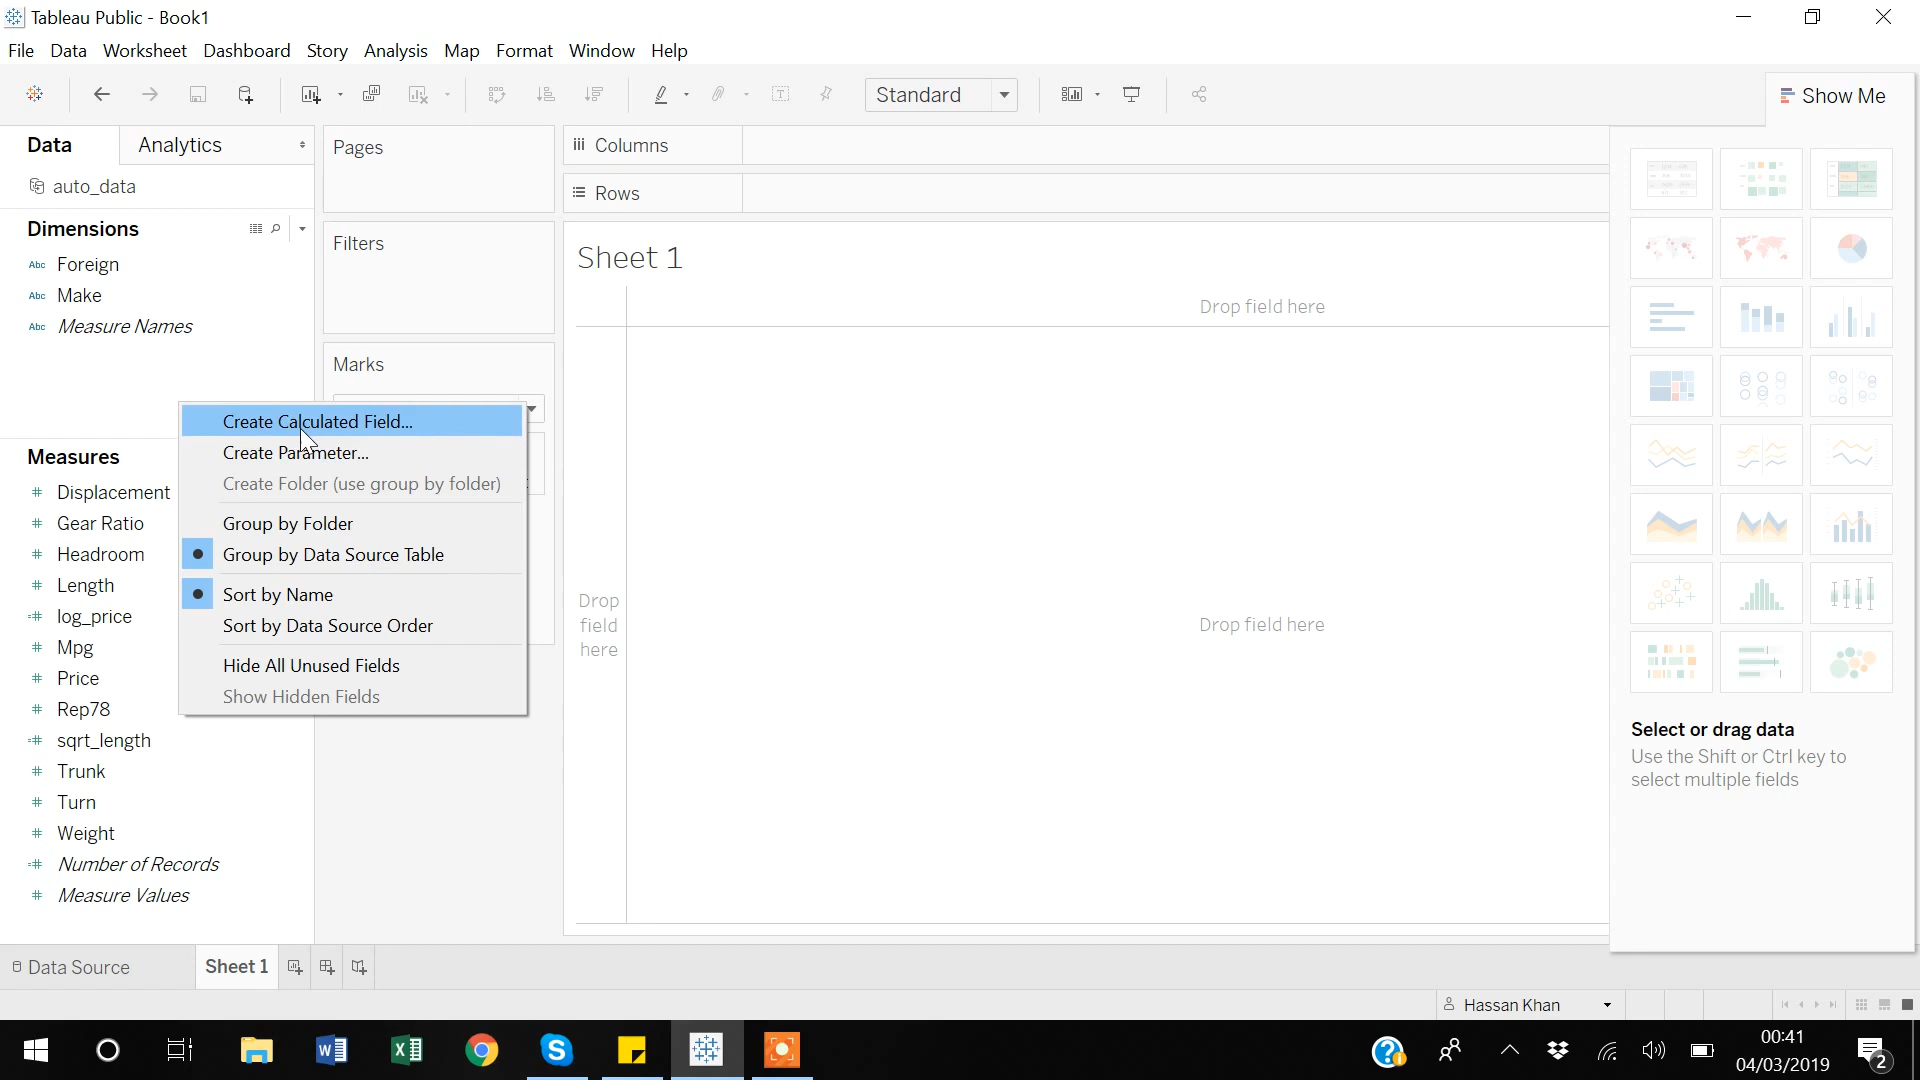 Tableau Public - Book1
File Data Worksheet Dashboard Story Analysis Map Format Window Help
Standard
Show Me
Data
Analytics
Pages
Columns
auto_data
Rows
Dimensions
Filters
Abc Foreign
Abc Make
Abc Measure Names
Sheet 1
Drop field here
Marks
Create Calculated Field...
Create Parameter...
Create Folder (use group by folder)
Group by Folder
Group by Data Source Table
Sort by Name
Sort by Data Source Order
Hide All Unused Fields
Show Hidden Fields
Measures
# Displacement
# Gear Ratio
# Headroom
# Length
=# log_price
# Mpg
# Price
# Rep78
=# sqrt_length
# Trunk
# Turn
# Weight
=# Number of Records
# Measure Values
Drop
field
here
Drop field here
Select or drag data
Use the Shift or Ctrl key to
select multiple fields
Data Source
Sheet 1
Hassan Khan
00:41
04/03/2019
2